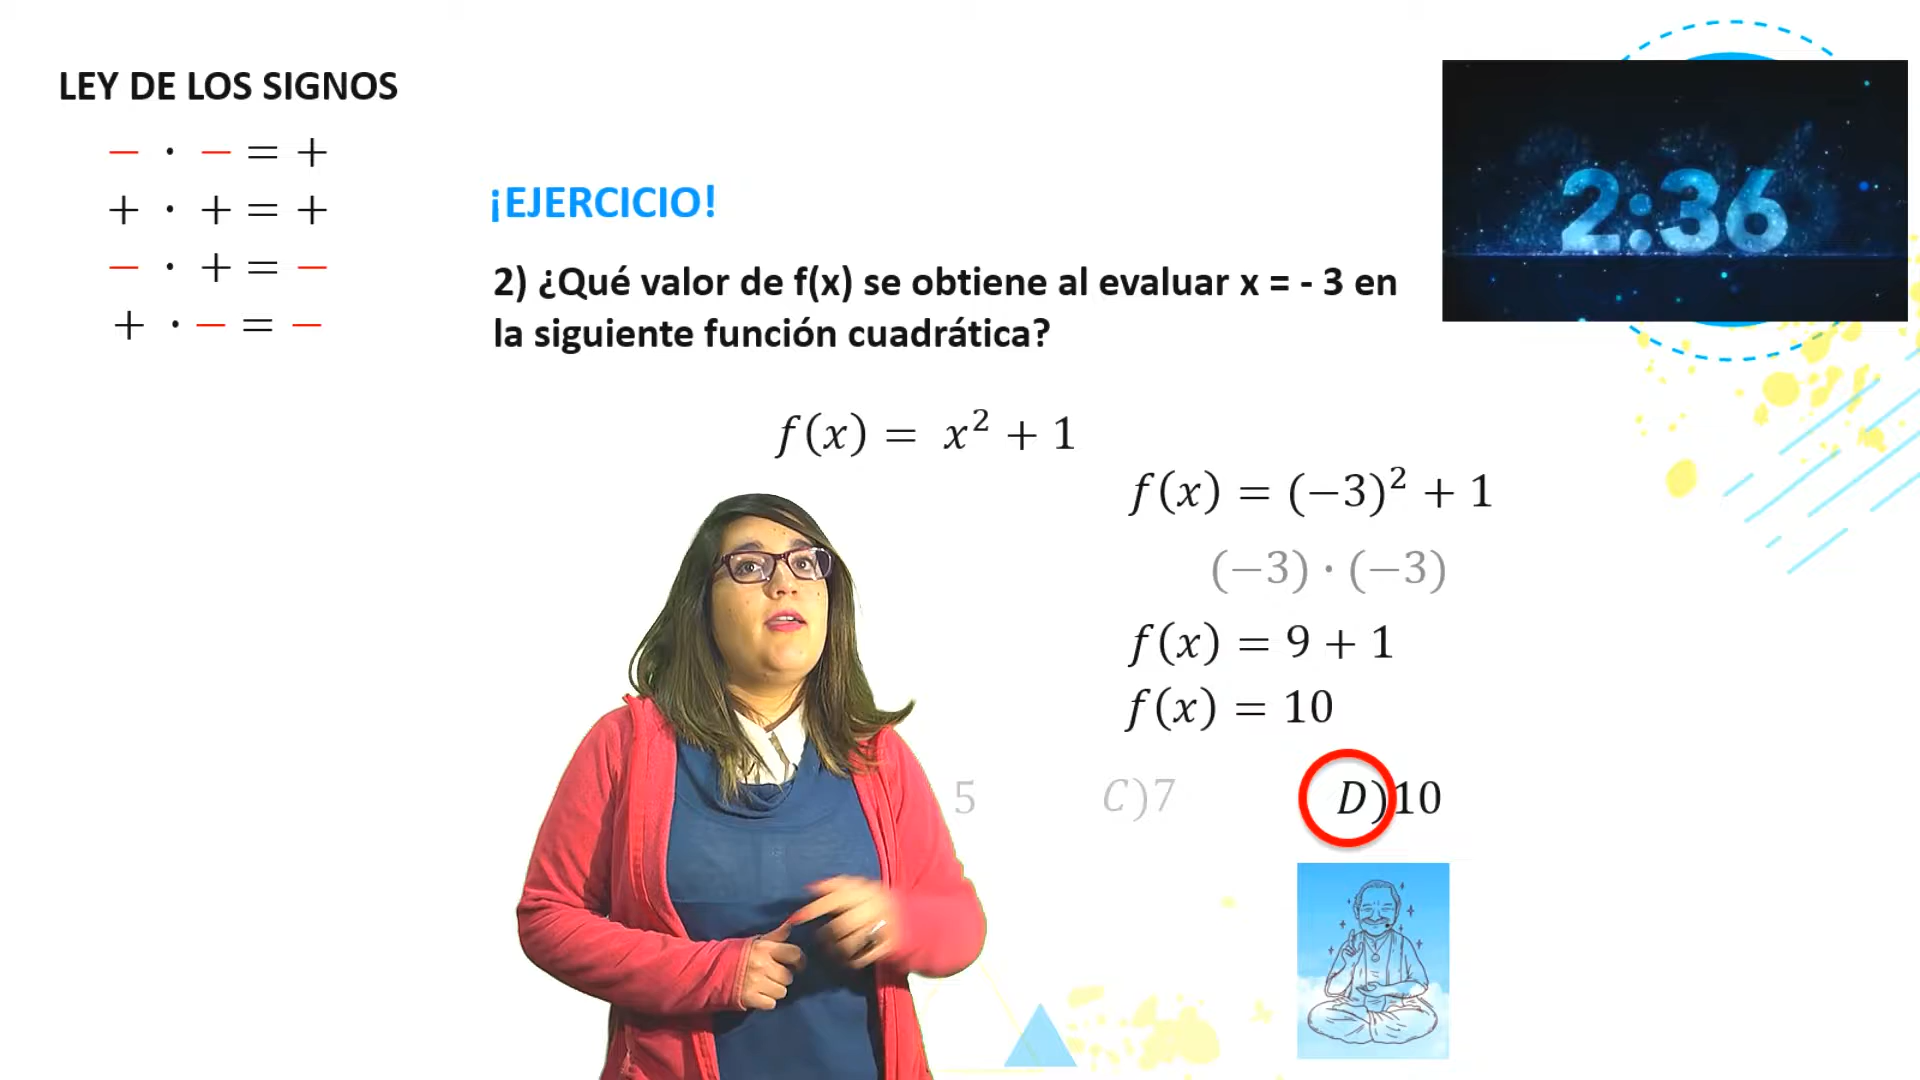 LEY DE LOS SIGNOS
− · − = +
+ · + = +
− · + = −
+ · − = −
2:36
¡EJERCICIO!
2) ¿Qué valor de f(x) se obtiene al evaluar x = - 3 en
la siguiente función cuadrática?
f(x) = x² + 1
f(x) = (−3)² + 1
(−3) · (−3)
f(x) = 9 + 1
f(x) = 10
5 C)7 D)10